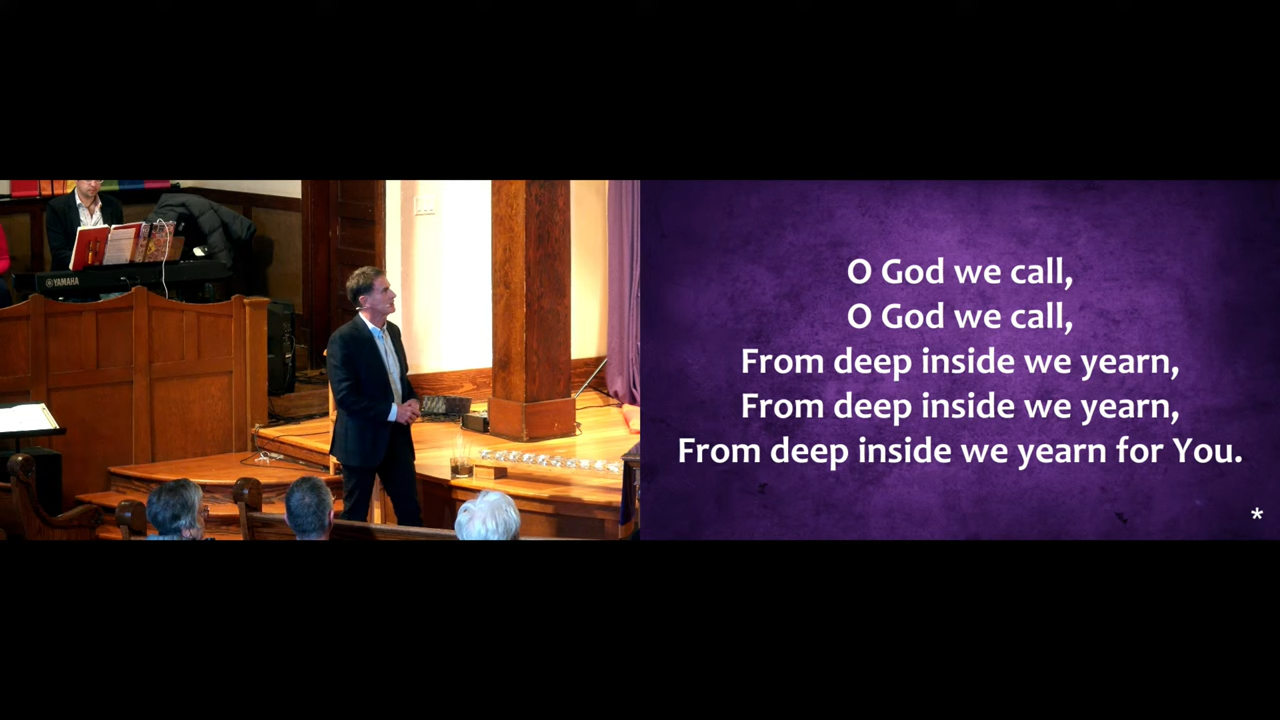 YAMAHA
O God we call,
O God we call,
From deep inside we yearn,
From deep inside we yearn,
From deep inside we yearn for You.
*